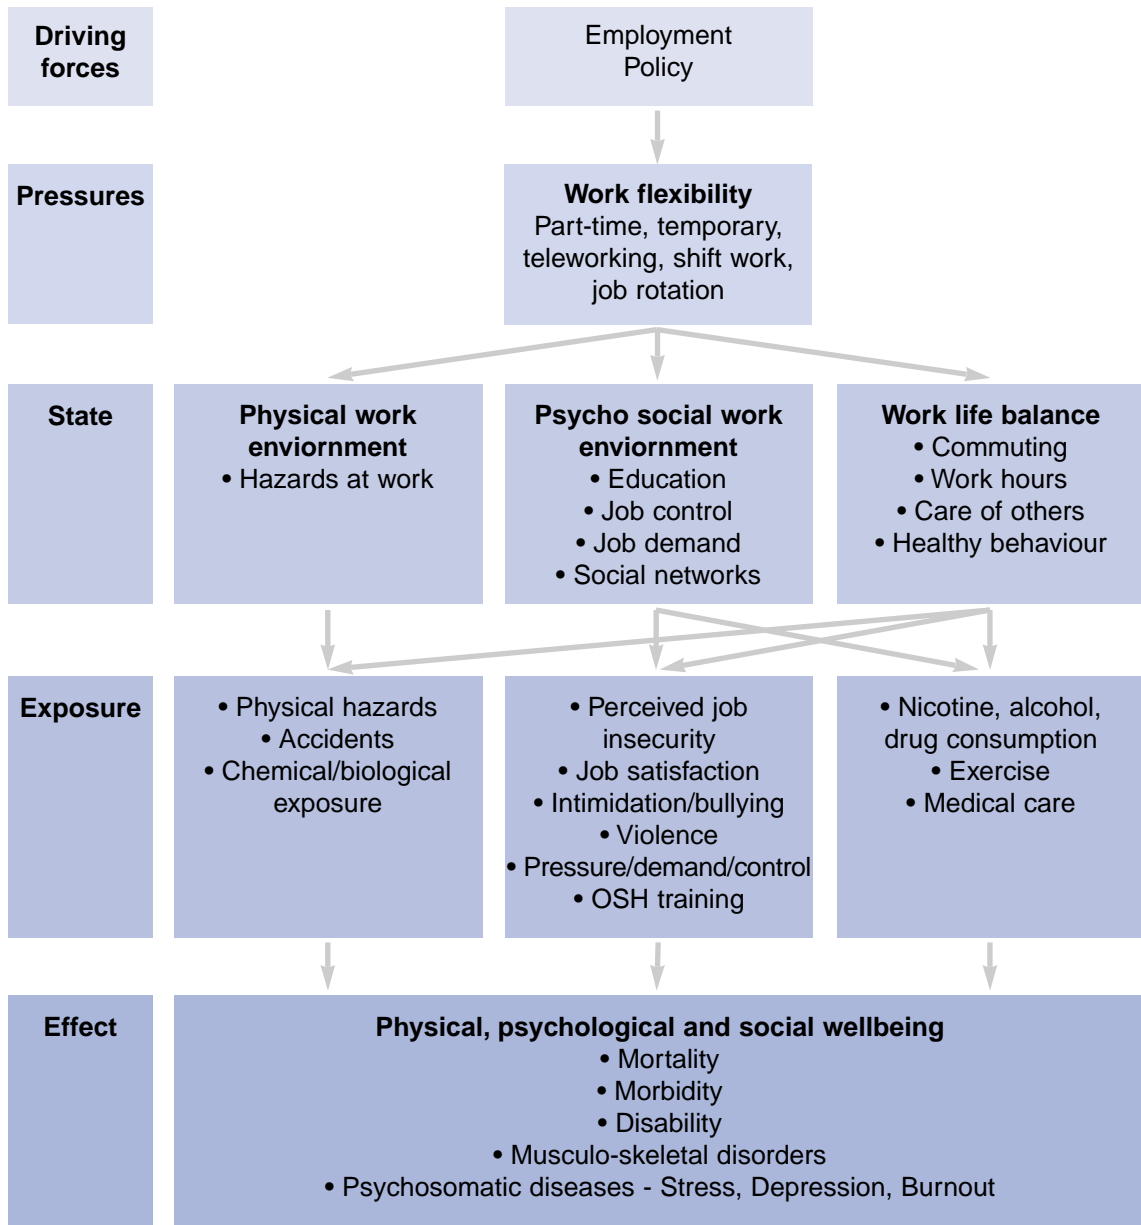 Driving
forces
Employment
Policy
Pressures
Work flexibility
Part-time, temporary,
teleworking, shift work,
job rotation
State
Physical work
enviornment
• Hazards at work
Psycho social work
enviornment
• Education
• Job control
• Job demand
• Social networks
Work life balance
• Commuting
• Work hours
• Care of others
• Healthy behaviour
Exposure
• Physical hazards
• Accidents
• Chemical/biological
exposure
• Perceived job
insecurity
• Job satisfaction
• Intimidation/bullying
• Violence
• Pressure/demand/control
• OSH training
• Nicotine, alcohol,
drug consumption
• Exercise
• Medical care
Effect
Physical, psychological and social wellbeing
• Mortality
• Morbidity
• Disability
• Musculo-skeletal disorders
• Psychosomatic diseases - Stress, Depression, Burnout